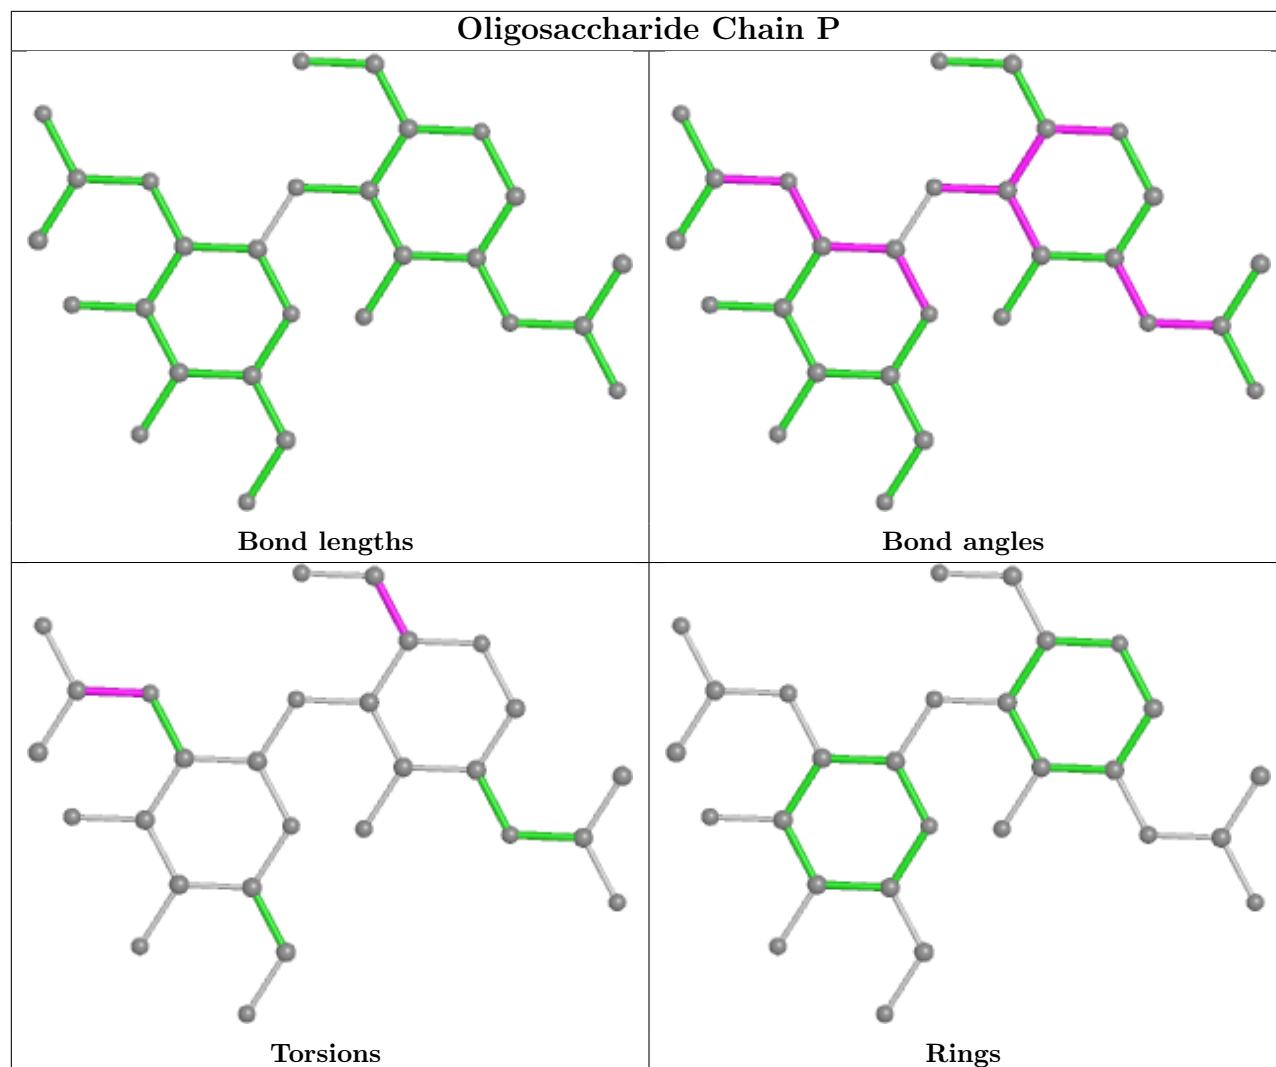 Oligosaccharide Chain P
Bond lengths
Bond angles
Torsions
Rings